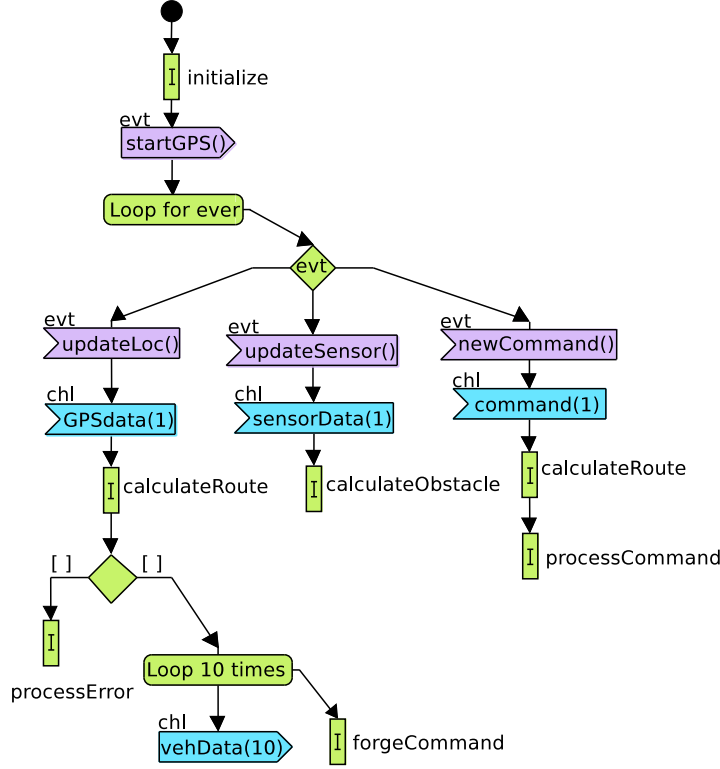 I initialize
evt
startGPS()
Loop for ever
evt
evt
updateLoc()
evt
updateSensor()
evt
newCommand()
chl
GPSdata(1)
chl
sensorData(1)
chl
command(1)
I calculateRoute
I calculateObstacle
I calculateRoute
I processCommand
[ ] [ ]
I
processError
Loop 10 times
chl
vehData(10)
I forgeCommand